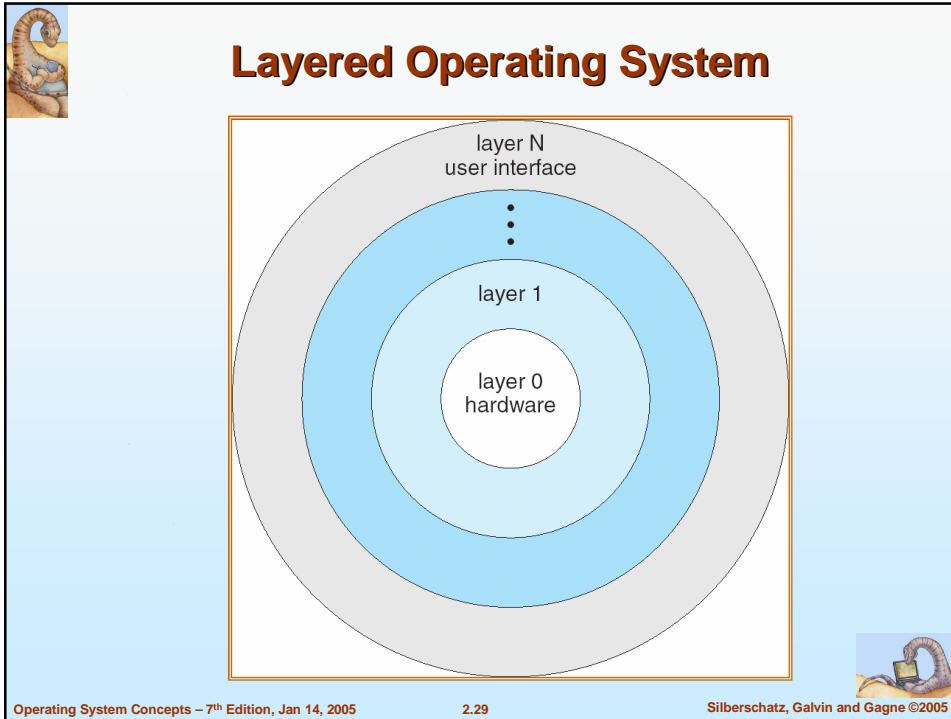 Layered Operating System
layer N
user interface
layer 1
layer 0
hardware
Operating System Concepts – 7th Edition, Jan 14, 2005
2.29
Silberschatz, Galvin and Gagne ©2005